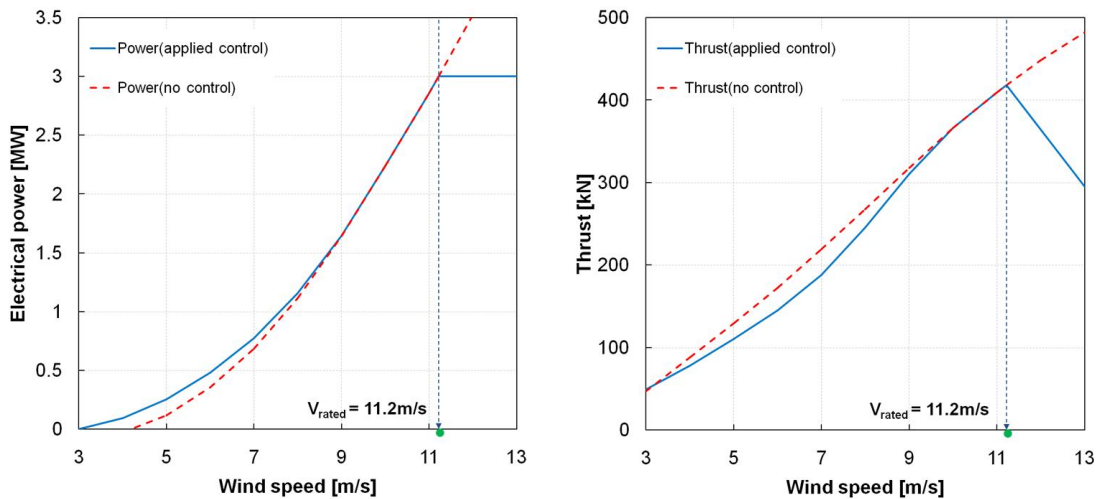 3.5
3
2.5
2
1.5
1
0.5
0
Electrical power [MW]
Power(applied control)
Power(no control)
V_rated = 11.2m/s
3 5 7 9 11 13
Wind speed [m/s]
500
400
300
200
100
0
Thrust [kN]
Thrust(applied control)
Thrust(no control)
V_rated = 11.2m/s
3 5 7 9 11 13
Wind speed [m/s]